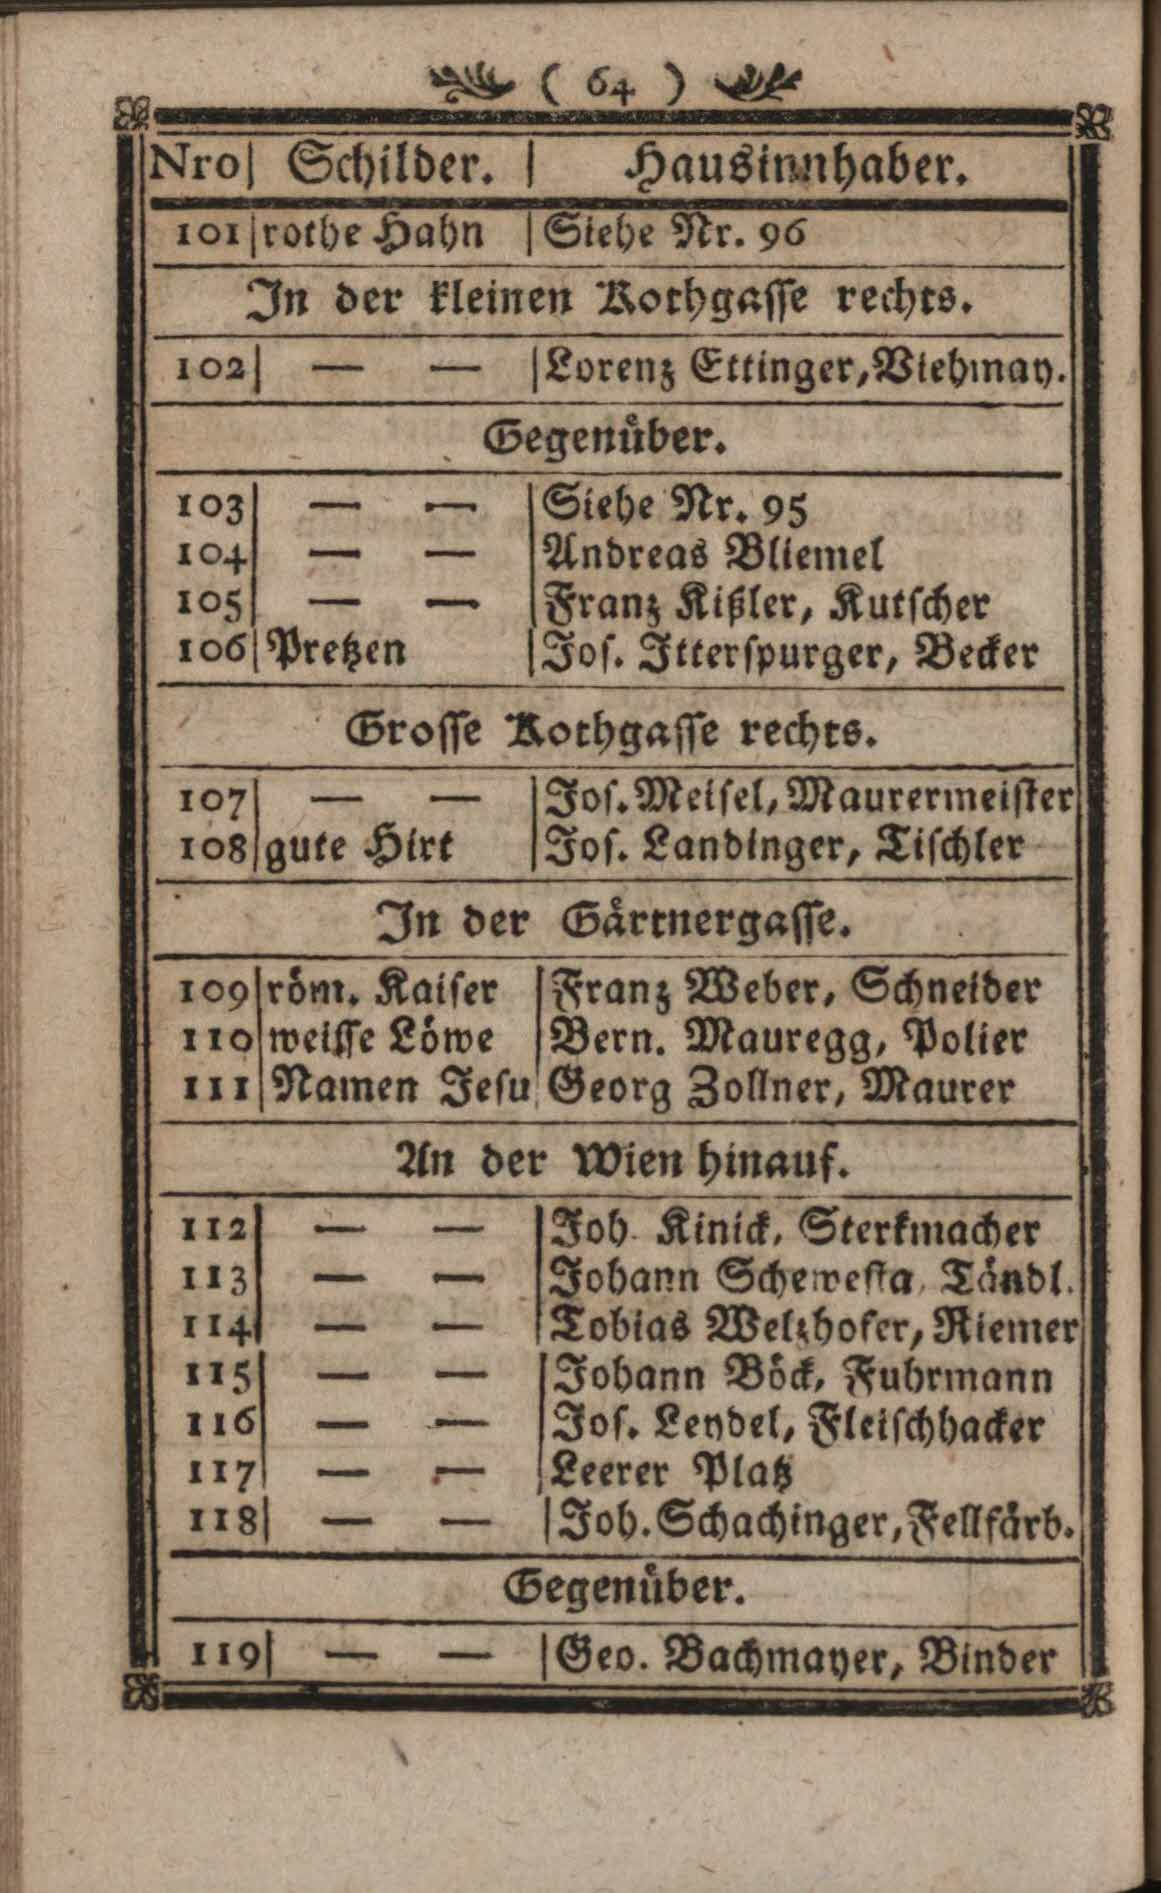 ( 64 )
Nro Schilder. Hausinnhaber.
101 rothe Hahn Siehe Nr. 96
In der kleinen Kothgasse rechts.
102 — — Lorenz Ettinger, Viehmay.
Gegenüber.
103 — — Siehe Nr. 95
104 — — Andreas Bliemel
105 — — Franz Kißler, Kutscher
106 Pretzen Jos. Itterspurger, Becker
Grosse Kothgasse rechts.
107 — — Jos. Meisel, Maurermeister
108 gute Hirt Jos. Landinger, Tischler
In der Gärtnergasse.
109 röm. Kaiser Franz Weber, Schneider
110 weisse Löwe Bern. Mauregg, Polier
111 Namen Jesu Georg Zollner, Maurer
An der Wien hinauf.
112 — — Joh. Kinick, Sterkmacher
113 — — Johann Schewesta, Tändl.
114 — — Tobias Welzhofer, Riemer
115 — — Johann Böck, Fuhrmann
116 — — Jos. Leydel, Fleischhacker
117 — — Leerer Platz
118 — — Joh. Schachinger, Fellfärb.
Gegenüber.
119 — — Geo. Bachmayer, Binder